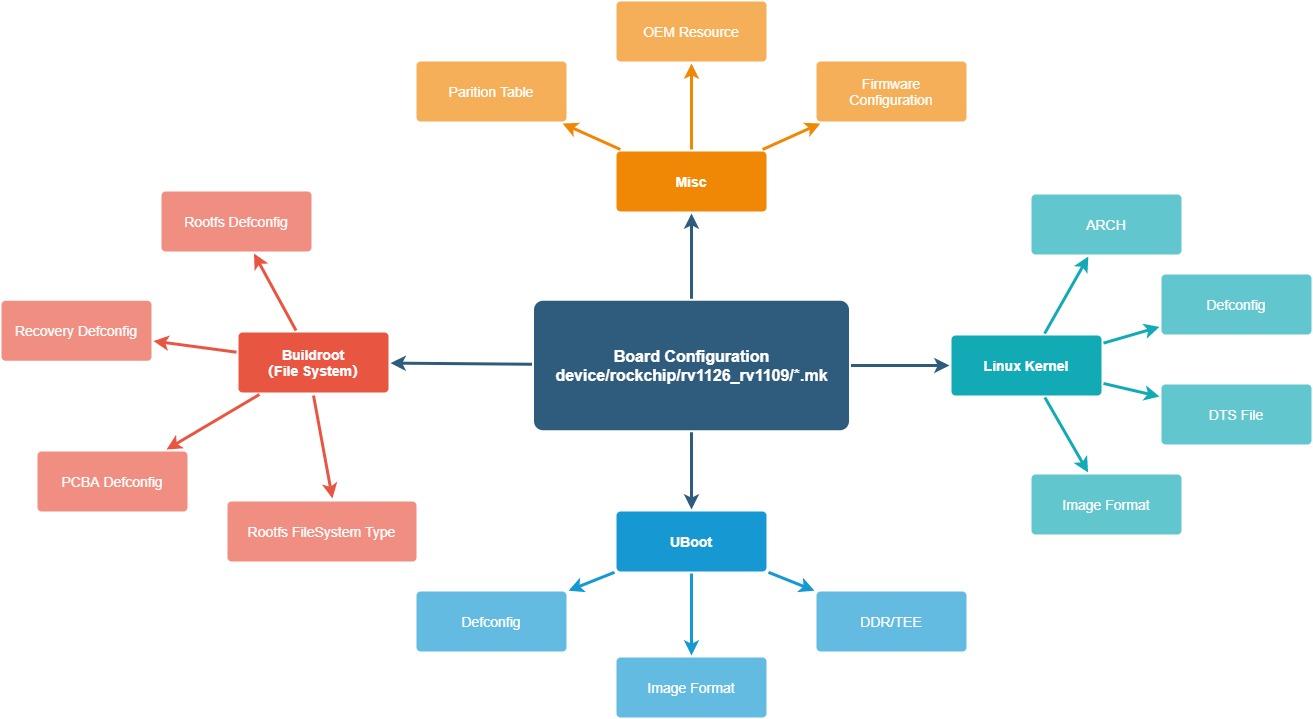 OEM Resource
Parition Table
Firmware
Configuration
Misc
Rootfs Defconfig
ARCH
Recovery Defconfig
Defconfig
Buildroot
(File System)
Board Configuration
device/rockchip/rv1126_rv1109/*.mk
Linux Kernel
DTS File
PCBA Defconfig
Image Format
Rootfs FileSystem Type
UBoot
Defconfig
DDR/TEE
Image Format